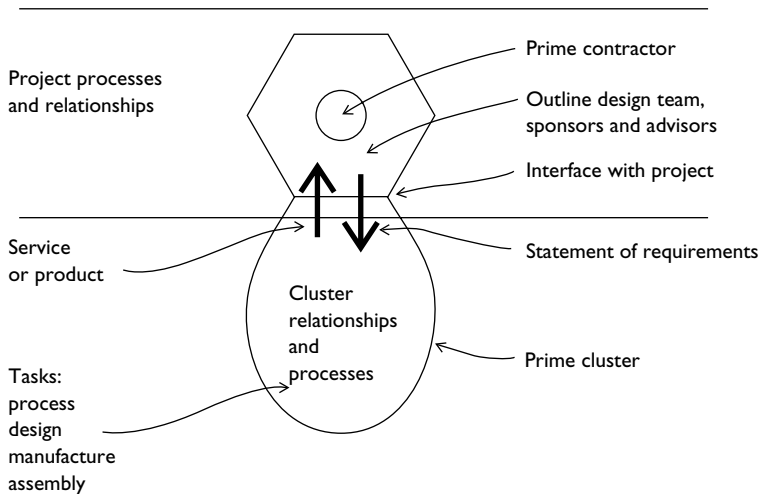 Project processes
and relationships
Prime contractor
Outline design team,
sponsors and advisors
Interface with project
Service
or product
Statement of requirements
Cluster
relationships
and
processes
Prime cluster
Tasks:
process
design
manufacture
assembly